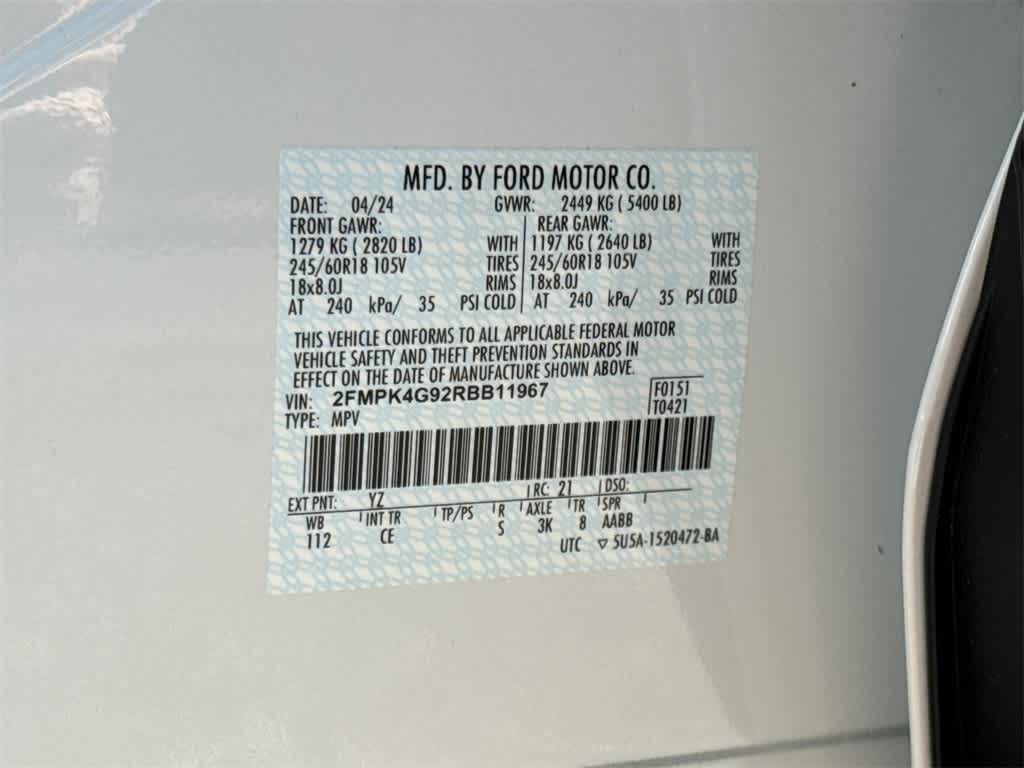 MFD. BY FORD MOTOR CO.
DATE: 04/24 GVWR: 2449 KG ( 5400 LB)
FRONT GAWR: REAR GAWR:
1279 KG ( 2820 LB) WITH 1197 KG ( 2640 LB) WITH
245/60R18 105V TIRES 245/60R18 105V TIRES
18x8.0J RIMS 18x8.0J RIMS
AT 240 kPa/ 35 PSI COLD AT 240 kPa/ 35 PSI COLD
THIS VEHICLE CONFORMS TO ALL APPLICABLE FEDERAL MOTOR
VEHICLE SAFETY AND THEFT PREVENTION STANDARDS IN
EFFECT ON THE DATE OF MANUFACTURE SHOWN ABOVE.
VIN: 2FMPK4G92RBB11967 F0151
TYPE: MPV T0421
EXT PNT: YZ RC: 21 DSO:
WB INT TR TP/PS R AXLE TR SPR
112 CE S 3K 8 AABB
UTC ▽ 5U5A-1520472-BA